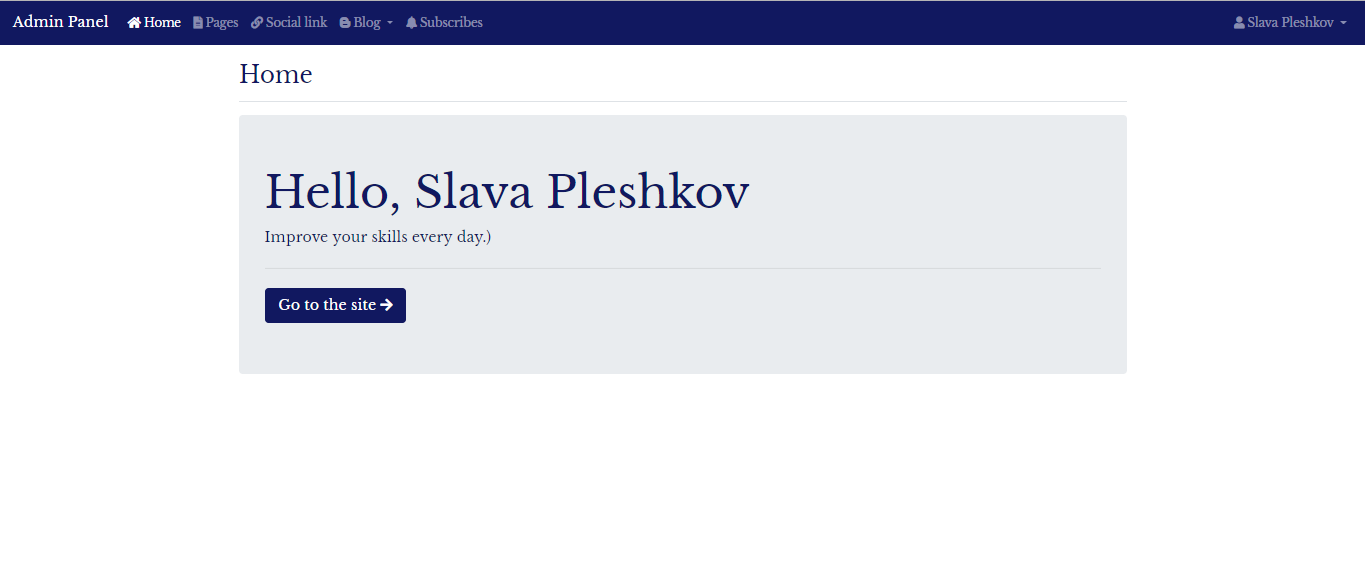 Admin Panel Home Pages Social link Blog Subscribes Slava Pleshkov
Home
Hello, Slava Pleshkov
Improve your skills every day.)
Go to the site